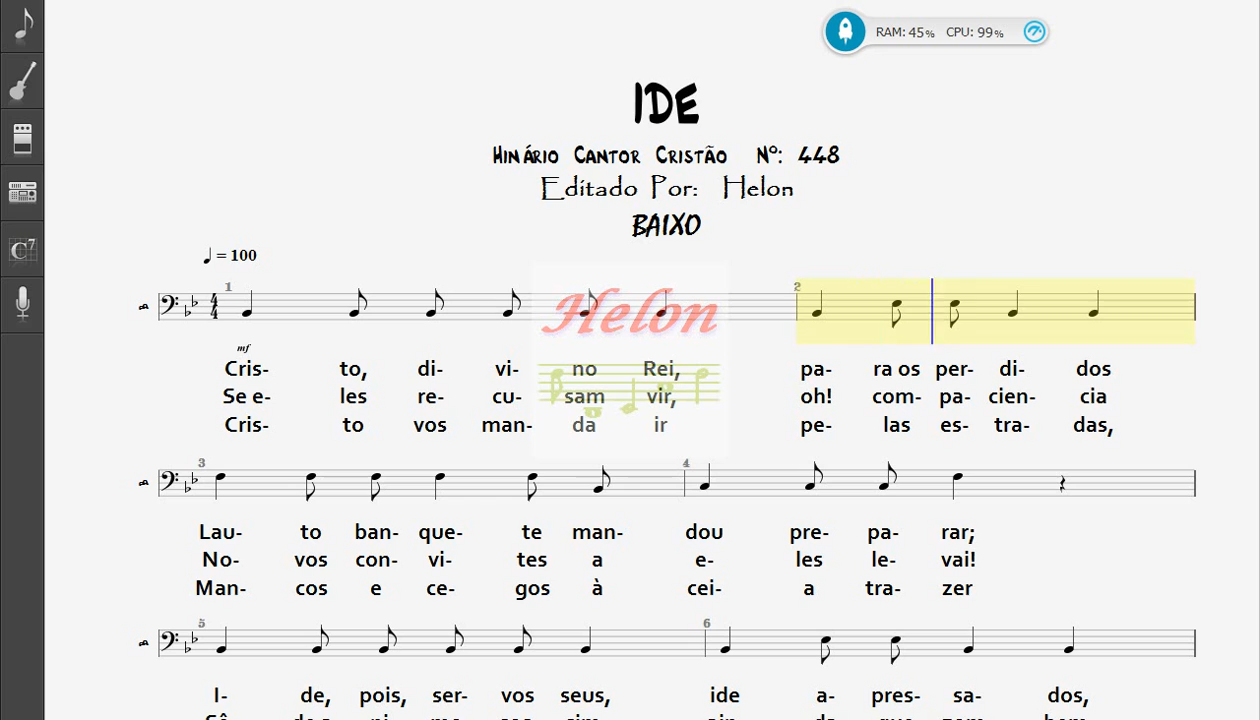 RAM: 45% CPU: 99%
IDE
Hinário Cantor Cristão Nº: 448
Editado Por: Helon
BAIXO
♩ = 100
C7
1 2
4/4
Helon
mf
Cris- to, di- vi- no Rei, pa- ra os per- di- dos
Se e- les re- cu- sam vir, oh! com- pa- cien- cia
Cris- to vos man- da ir pe- las es- tra- das,
3 4
Lau- to ban- que- te man- dou pre- pa- rar;
No- vos con- vi- tes a e- les le- vai!
Man- cos e ce- gos à cei- a tra- zer
5 6
I- de, pois, ser- vos seus, ide a- pres- sa- dos,